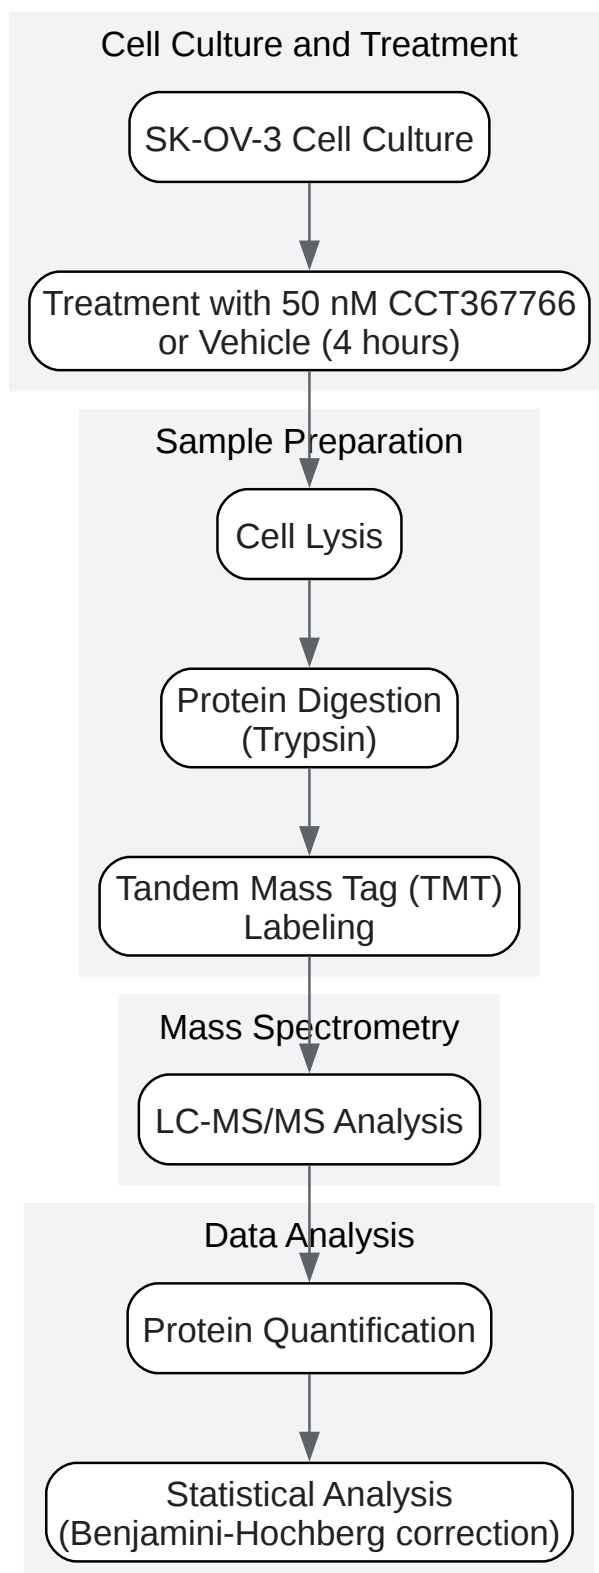 Cell Culture and Treatment
SK-OV-3 Cell Culture
Treatment with 50 nM CCT367766
or Vehicle (4 hours)
Sample Preparation
Cell Lysis
Protein Digestion
(Trypsin)
Tandem Mass Tag (TMT)
Labeling
Mass Spectrometry
LC-MS/MS Analysis
Data Analysis
Protein Quantification
Statistical Analysis
(Benjamini-Hochberg correction)